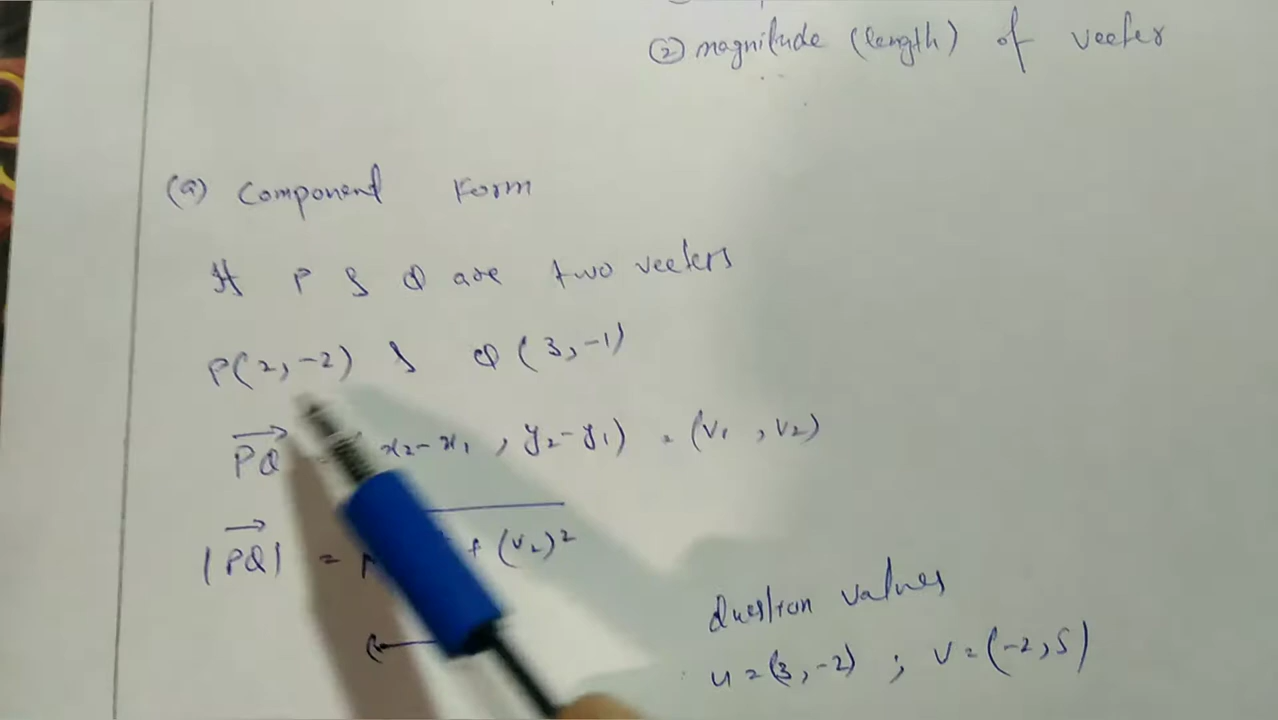 ② magnitude (length) of vector
(a) Component Form
If P & Q are two vectors
P(2,-2) & Q(3,-1)
PQ x₂-x₁ , y₂-y₁) = (v₁ , v₂)
|PQ| = + (v₂)²
Question values
u=(3,-2) ; v=(-2,5)